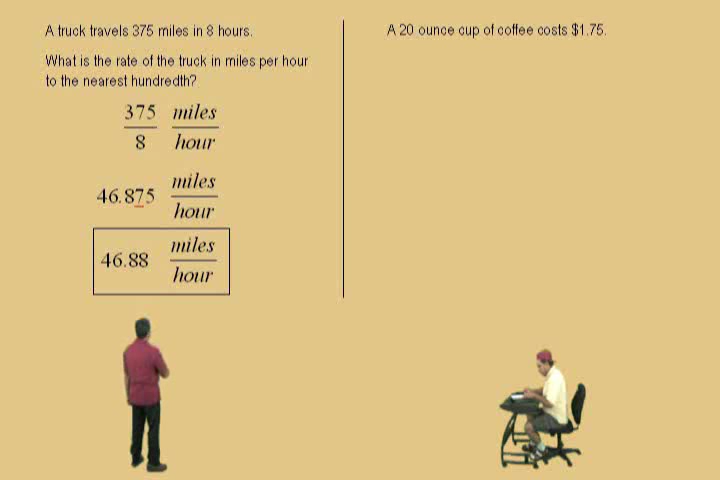 A truck travels 375 miles in 8 hours.
What is the rate of the truck in miles per hour
to the nearest hundredth?
375 miles
8 hour
46.875 miles
hour
46.88 miles
hour
A 20 ounce cup of coffee costs $1.75.